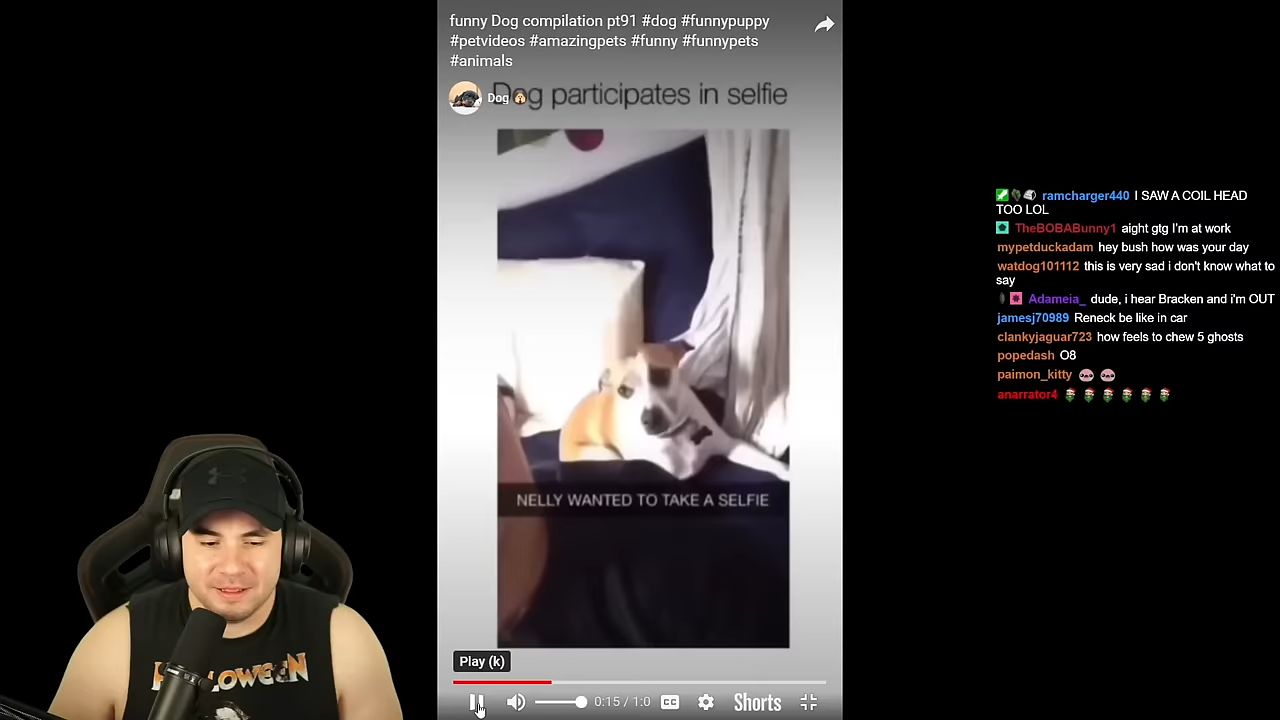 funny Dog compilation pt91 #dog #funnypuppy
#petvideos #amazingpets #funny #funnypets
#animals
Dog
Dog participates in selfie
NELLY WANTED TO TAKE A SELFIE
Play (k)
0:15 / 1:0
CC
Shorts
ramcharger440 I SAW A COIL HEAD
TOO LOL
TheBOBABunny1 aight gtg I'm at work
mypetduckadam hey bush how was your day
watdog101112 this is very sad i don't know what to
say
Adameia_ dude, i hear Bracken and i'm OUT
jamesj70989 Reneck be like in car
clankyjaguar723 how feels to chew 5 ghosts
popedash O8
paimon_kitty
anarrator4
HALLOWEEN